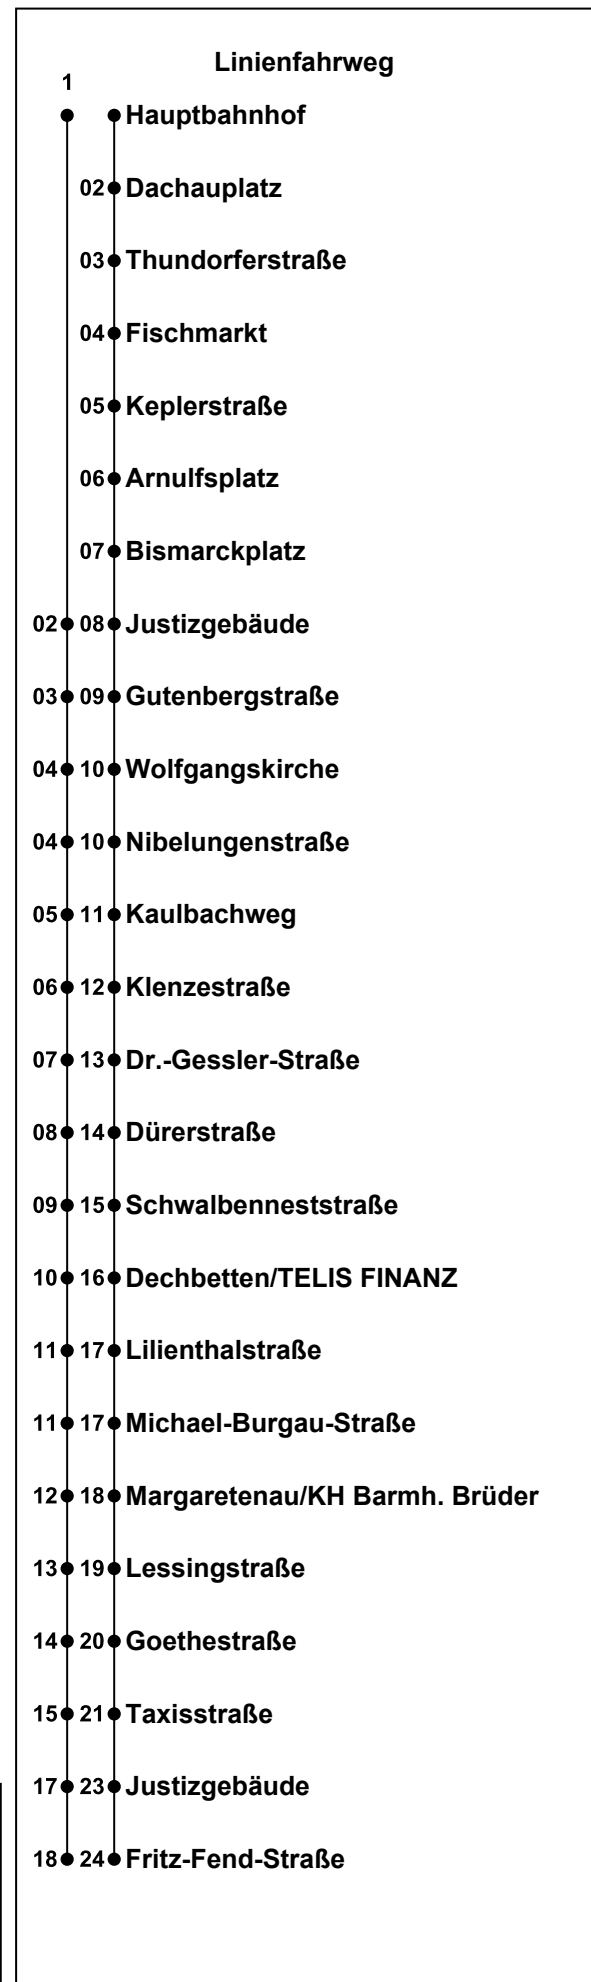 Linienfahrweg
1
Hauptbahnhof
02 Dachauplatz
03 Thundorferstraße
04 Fischmarkt
05 Keplerstraße
06 Arnulfsplatz
07 Bismarckplatz
02 08 Justizgebäude
03 09 Gutenbergstraße
04 10 Wolfgangskirche
04 10 Nibelungenstraße
05 11 Kaulbachweg
06 12 Klenzestraße
07 13 Dr.-Gessler-Straße
08 14 Dürerstraße
09 15 Schwalbenneststraße
10 16 Dechbetten/TELIS FINANZ
11 17 Lilienthalstraße
11 17 Michael-Burgau-Straße
12 18 Margaretenau/KH Barmh. Brüder
13 19 Lessingstraße
14 20 Goethestraße
15 21 Taxisstraße
17 23 Justizgebäude
18 24 Fritz-Fend-Straße